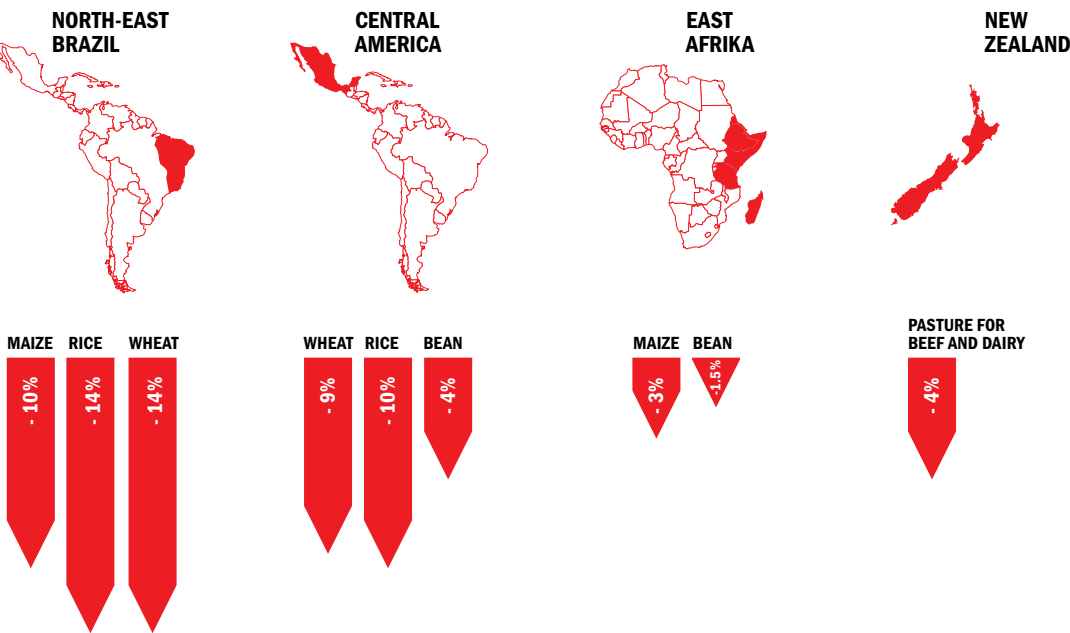 NORTH-EAST
BRAZIL
CENTRAL
AMERICA
EAST
AFRIKA
NEW
ZEALAND
MAIZE
RICE
WHEAT
- 10%
- 14%
- 14%
WHEAT
RICE
BEAN
- 9%
- 10%
- 4%
MAIZE
BEAN
- 3%
-1.5%
PASTURE FOR
BEEF AND DAIRY
- 4%